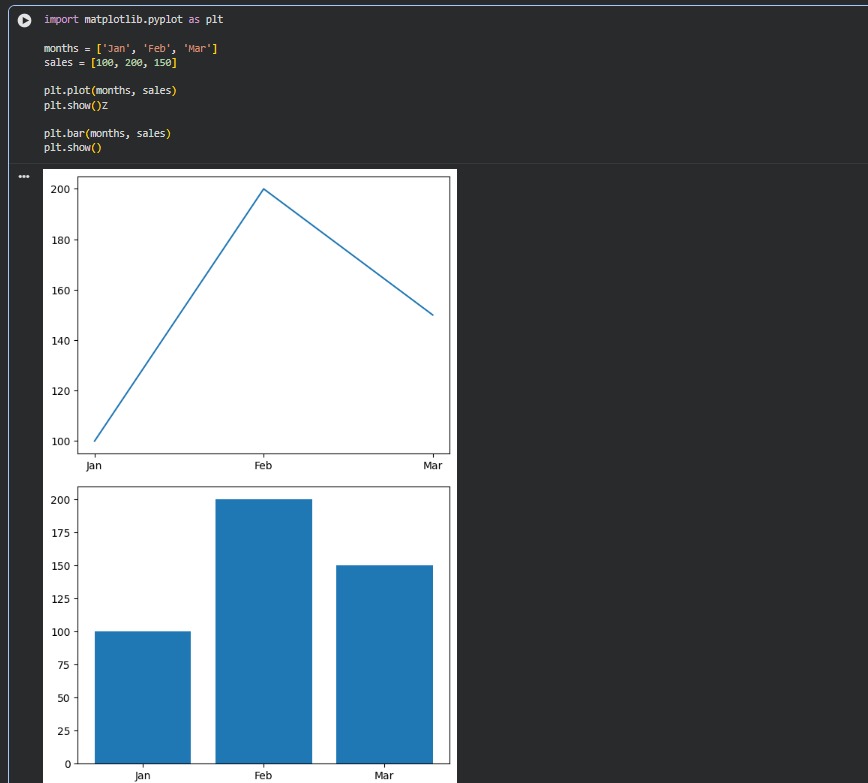 import matplotlib.pyplot as plt
months = ['Jan', 'Feb', 'Mar']
sales = [100, 200, 150]
plt.plot(months, sales)
plt.show()Z
plt.bar(months, sales)
plt.show()
200
180
160
140
120
100
Jan Feb Mar
200
175
150
125
100
75
50
25
0
Jan Feb Mar